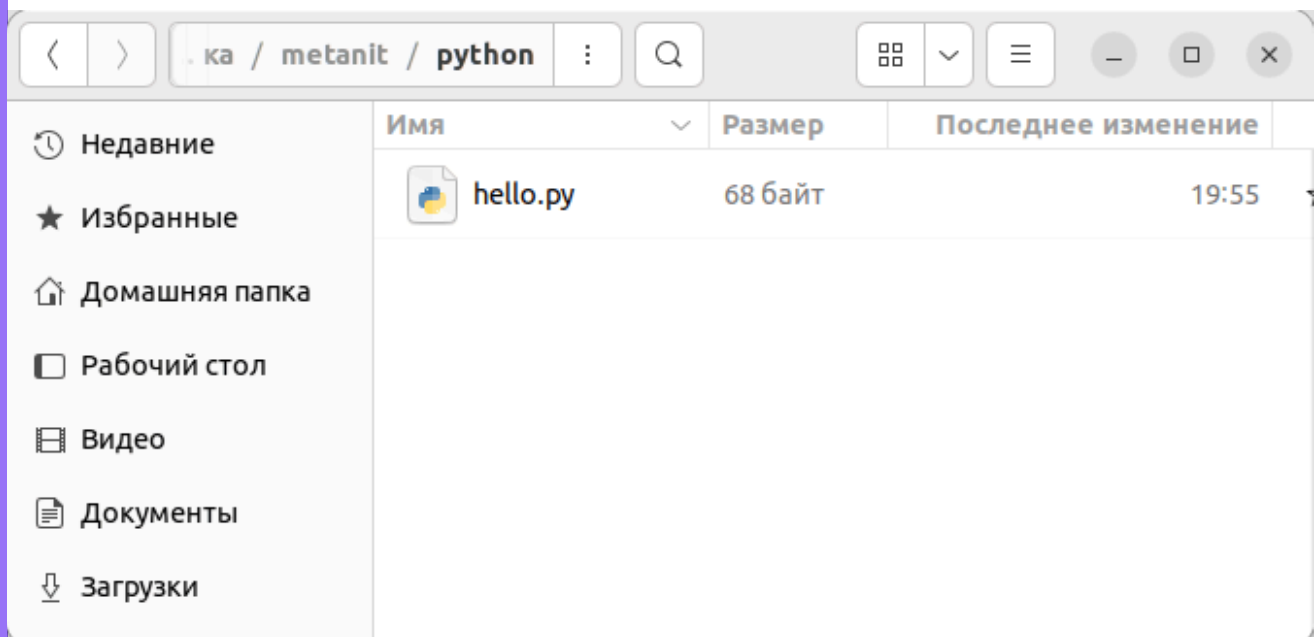 . ка / metanit / python
Имя Размер Последнее изменение
hello.py 68 байт 19:55
Недавние
Избранные
Домашняя папка
Рабочий стол
Видео
Документы
Загрузки